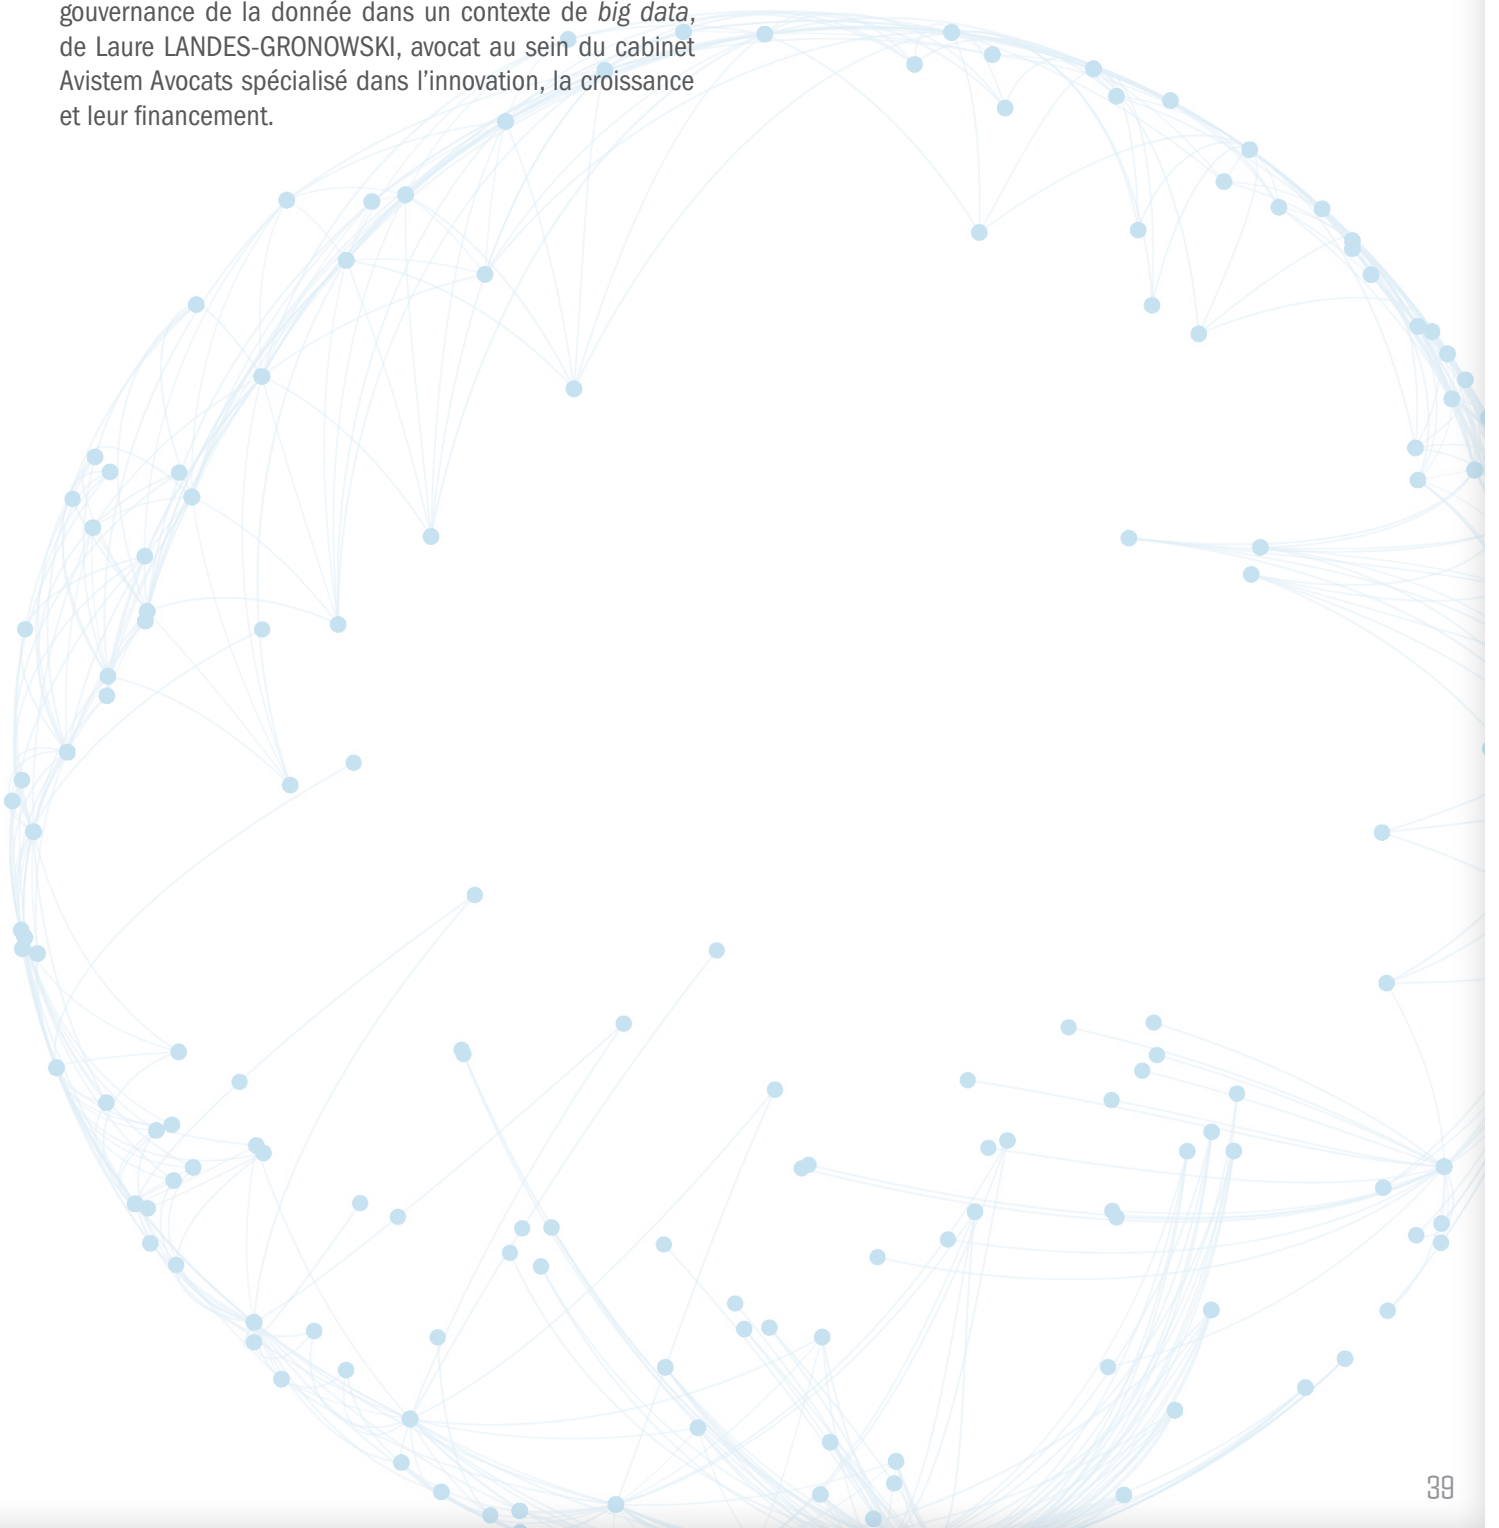 gouvernance de la donnée dans un contexte de big data,
de Laure LANDES-GRONOWSKI, avocat au sein du cabinet
Avistem Avocats spécialisé dans l'innovation, la croissance
et leur financement.
39